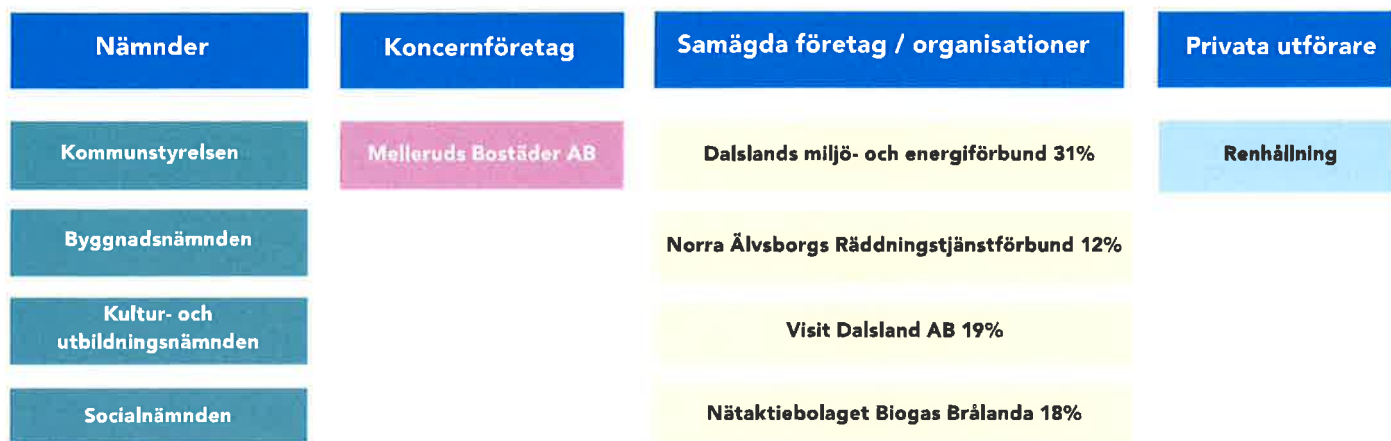 Nämnder
Koncernföretag
Samägda företag / organisationer
Privata utförare
Kommunstyrelsen
Melleruds Bostäder AB
Dalslands miljö- och energiförbund 31%
Renhållning
Byggnadsnämnden
Norra Älvsborgs Räddningstjänstförbund 12%
Kultur- och
utbildningsnämnden
Visit Dalsland AB 19%
Socialnämnden
Nätaktiebolaget Biogas Brålanda 18%